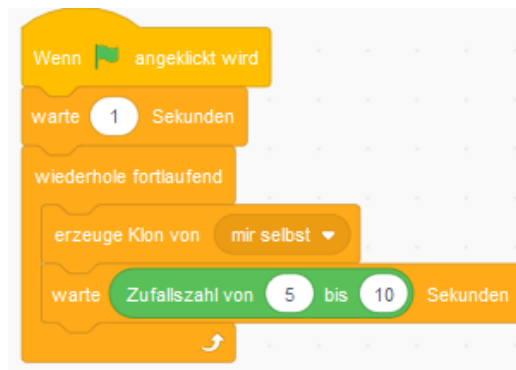 Wenn angeklickt wird
warte 1 Sekunden
wiederhole fortlaufend
erzeuge Klon von mir selbst
warte Zufallszahl von 5 bis 10 Sekunden